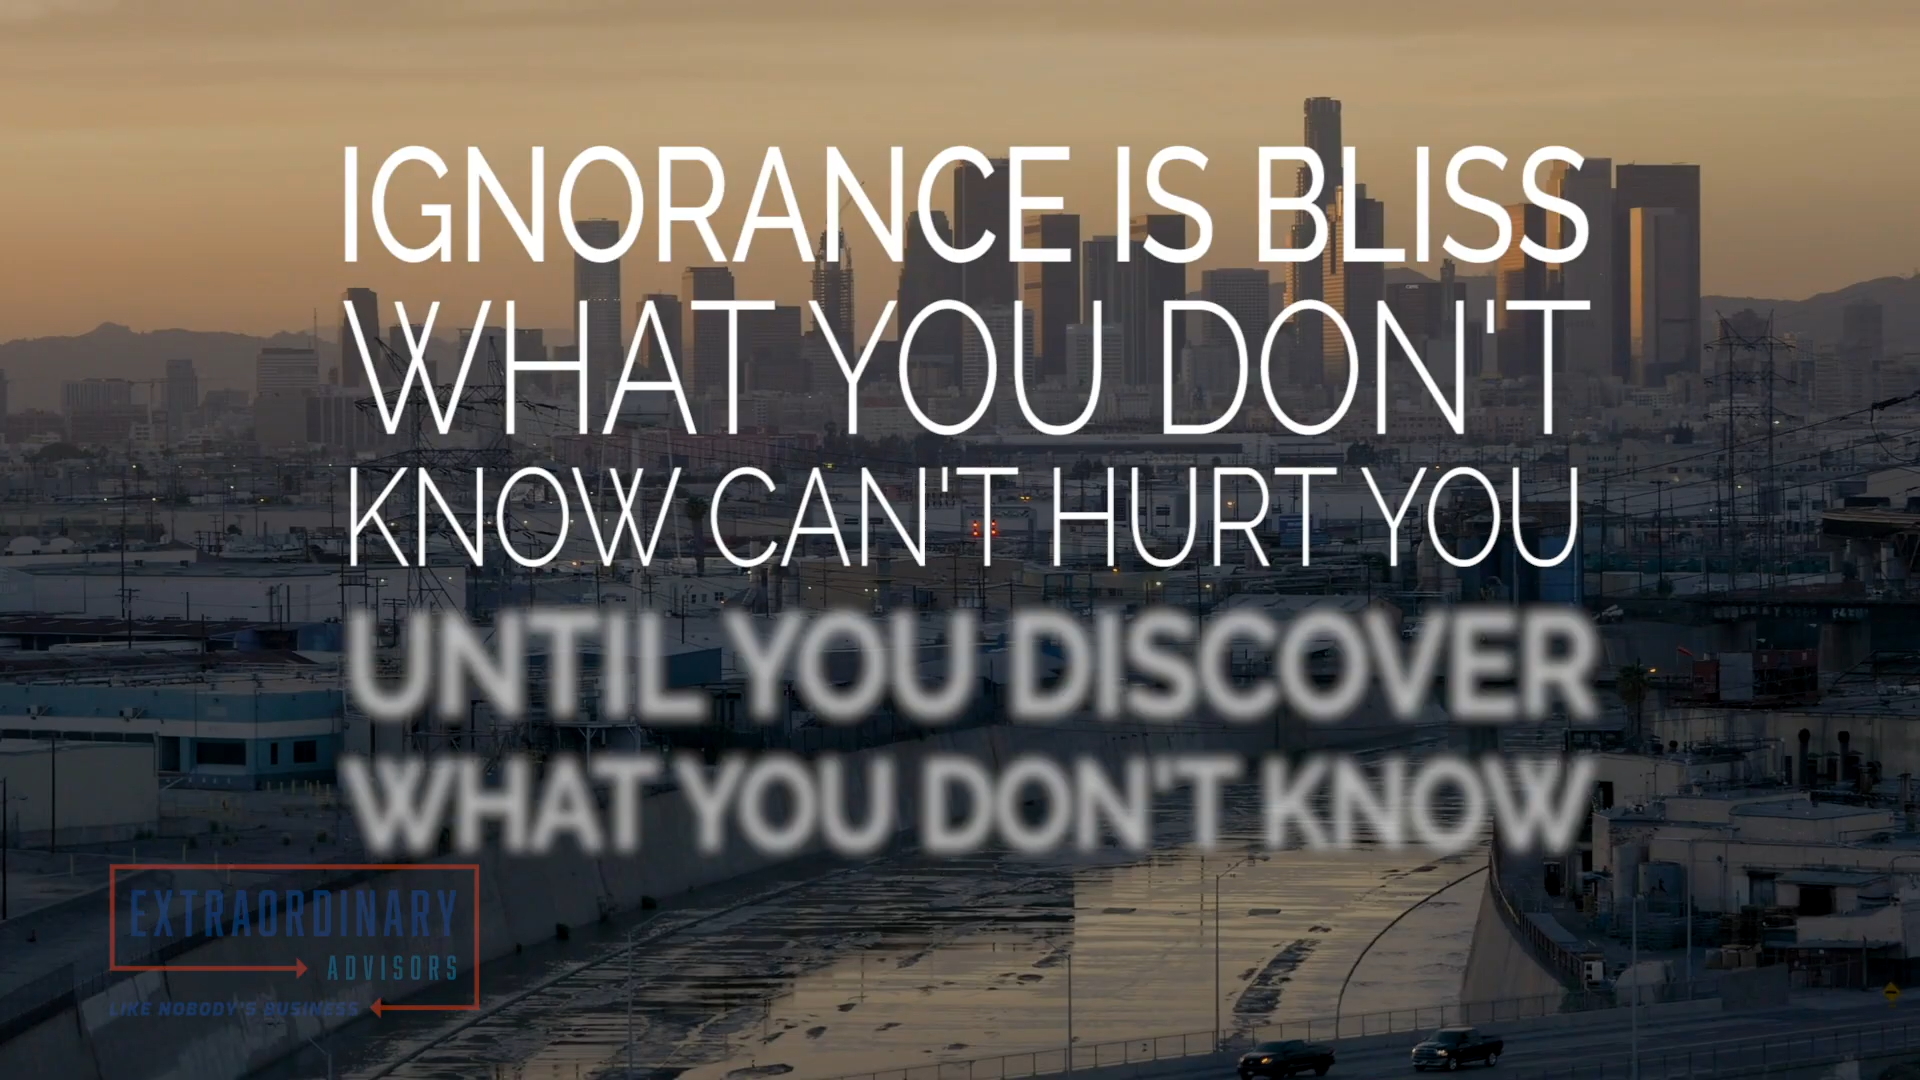 IGNORANCE IS BLISS
WHAT YOU DON'T
KNOW CAN'T HURT YOU
UNTIL YOU DISCOVER
WHAT YOU DON'T KNOW
EXTRAORDINARY
ADVISORS
LIKE NOBODY'S BUSINESS